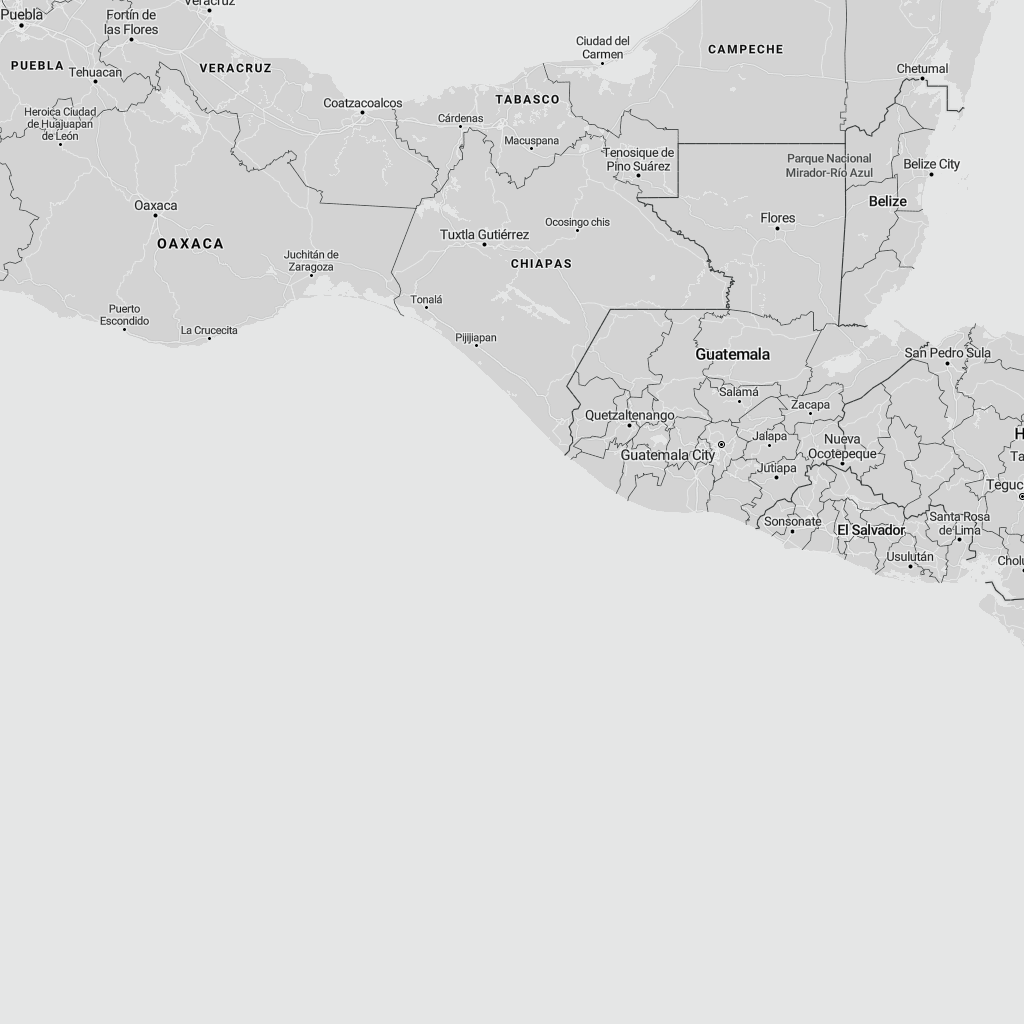 Veracruz
Puebla
Fortín de
las Flores
Ciudad del
Carmen
CAMPECHE
PUEBLA
Tehuacan
VERACRUZ
Chetumal
Coatzacoalcos
TABASCO
Heroica Ciudad
de Huajuapan
de León
Cárdenas
Macuspana
Tenosique de
Pino Suárez
Parque Nacional
Mirador-Río Azul
Belize City
Belize
Oaxaca
Flores
Ocosingo chis
Tuxtla Gutiérrez
OAXACA
Juchitán de
Zaragoza
CHIAPAS
Tonalá
Puerto
Escondido
La Crucecita
Pijijiapan
Guatemala
San Pedro Sula
Salamá
Zacapa
Quetzaltenango
Jalapa
Nueva
Ocotepeque
H
Guatemala City
Ta
Jutiapa
Teguc
Sonsonate
El Salvador
Santa Rosa
de Lima
Usulután
Cholu